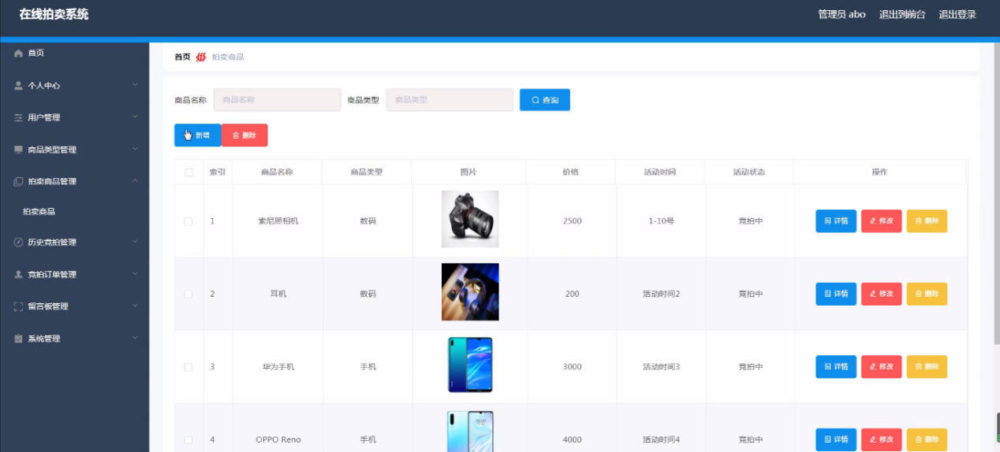 在线拍卖系统
管理员 abo 退出到前台 退出登录
首页
个人中心
用户管理
商品类型管理
拍卖商品管理
拍卖商品
历史竞拍管理
竞拍订单管理
留言板管理
系统管理
首页 拍卖商品
商品名称 商品名称 商品类型 商品类型 查询
新增 删除
索引 商品名称 商品类型 图片 价格 活动时间 活动状态 操作
1 索尼照相机 数码 2500 1-10号 竞拍中 详情 修改 删除
2 耳机 数码 200 活动时间2 竞拍中 详情 修改 删除
3 华为手机 手机 3000 活动时间3 竞拍中 详情 修改 删除
4 OPPO Reno 手机 4000 活动时间4 竞拍中 详情 修改 删除